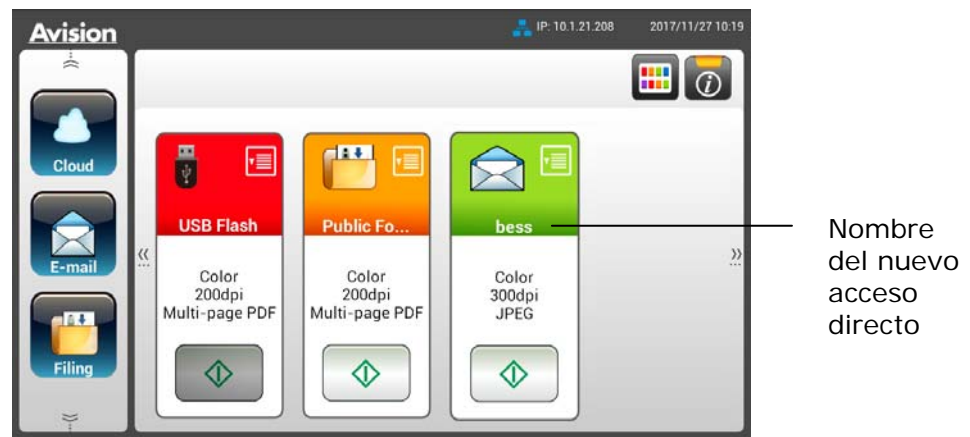 Avision
IP: 10.1.21.208
2017/11/27 10:19
Cloud
E-mail
Filing
USB Flash
Color
200dpi
Multi-page PDF
Public Fo...
Color
200dpi
Multi-page PDF
bess
Color
300dpi
JPEG
Nombre
del nuevo
acceso
directo